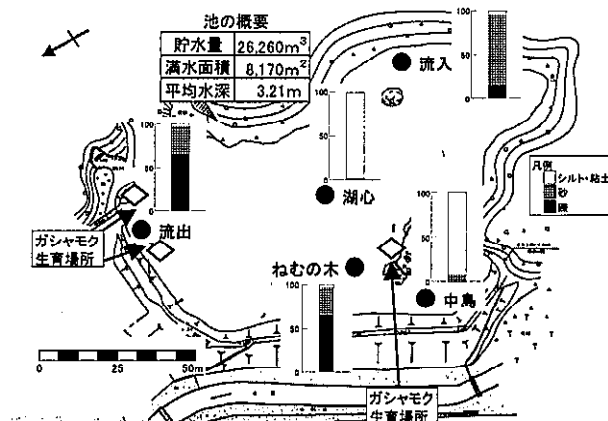 池の概要
貯水量 26,260m³
満水面積 8,170m²
平均水深 3.21m
100
50
0
流入
100
50
0
湖心
100
50
0
流出
ガシャモク
生育場所
凡例
シルト・粘土
砂
礫
100
50
0
中島
ねむの木
100
50
0
0 25 50m
ガシャモク
生育場所